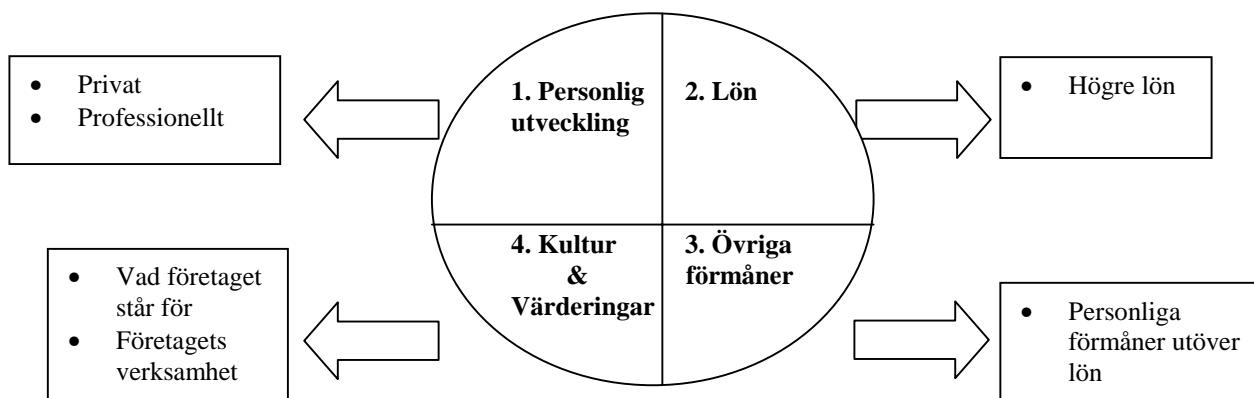 • Privat
• Professionellt
1. Personlig
utveckling
2. Lön
• Högre lön
• Vad företaget
står för
• Företagets
verksamhet
4. Kultur
&
Värderingar
3. Övriga
förmåner
• Personliga
förmåner utöver
lön